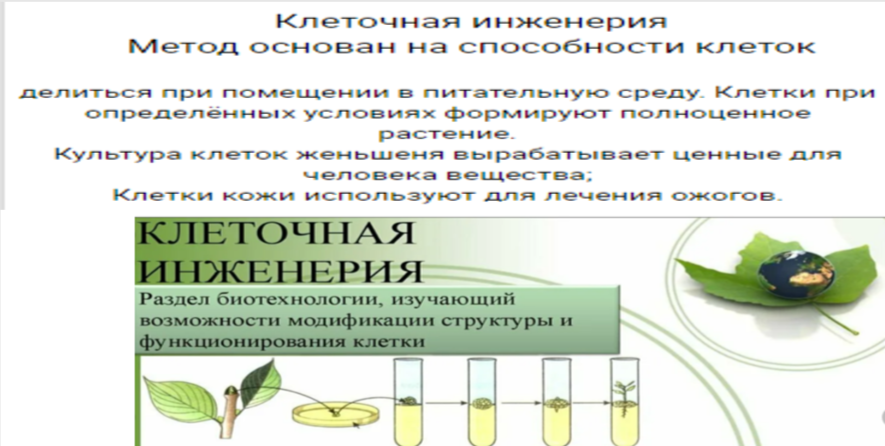 Клеточная инженерия
Метод основан на способности клеток
делиться при помещении в питательную среду. Клетки при
определённых условиях формируют полноценное
растение.
Культура клеток женьшеня вырабатывает ценные для
человека вещества;
Клетки кожи используют для лечения ожогов.
КЛЕТОЧНАЯ
ИНЖЕНЕРИЯ
Раздел биотехнологии, изучающий
возможности модификации структуры и
функционирования клетки